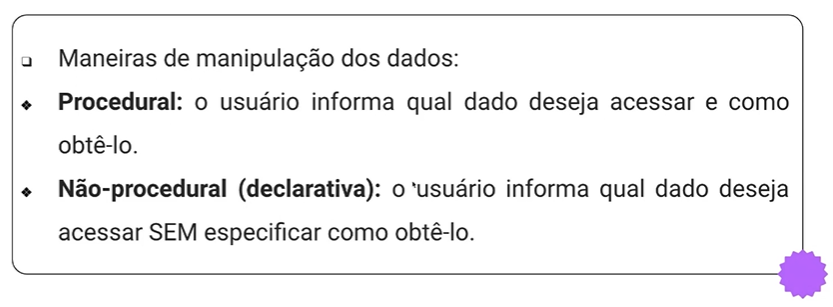 Maneiras de manipulação dos dados:
Procedural: o usuário informa qual dado deseja acessar e como
obtê-lo.
Não-procedural (declarativa): o usuário informa qual dado deseja
acessar SEM especificar como obtê-lo.